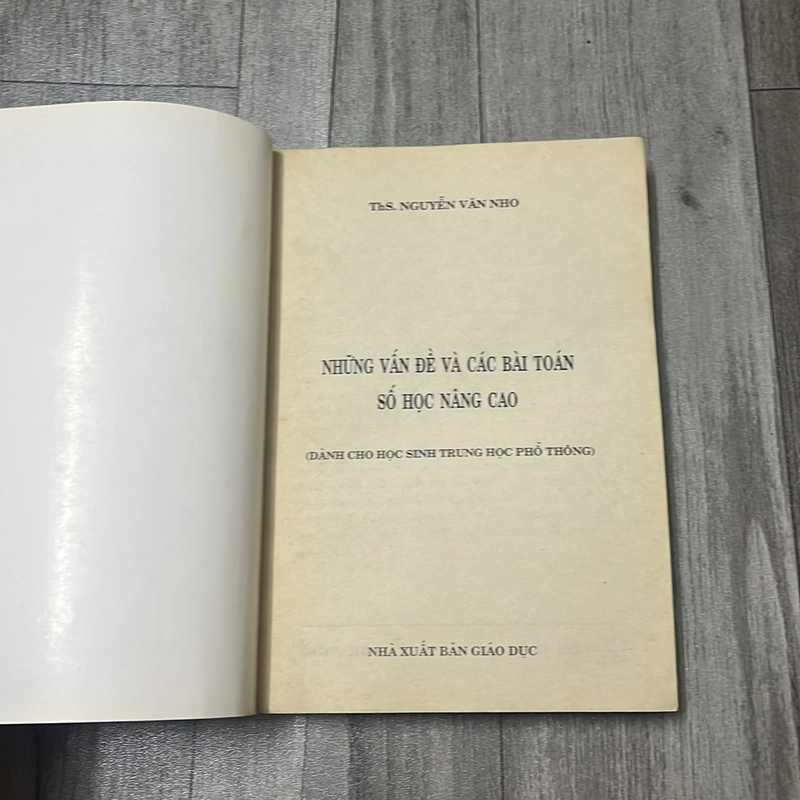 ThS. NGUYỄN VĂN NHO
NHỮNG VẤN ĐỀ VÀ CÁC BÀI TOÁN
SỐ HỌC NÂNG CAO
(DÀNH CHO HỌC SINH TRUNG HỌC PHỔ THÔNG)
NHÀ XUẤT BẢN GIÁO DỤC